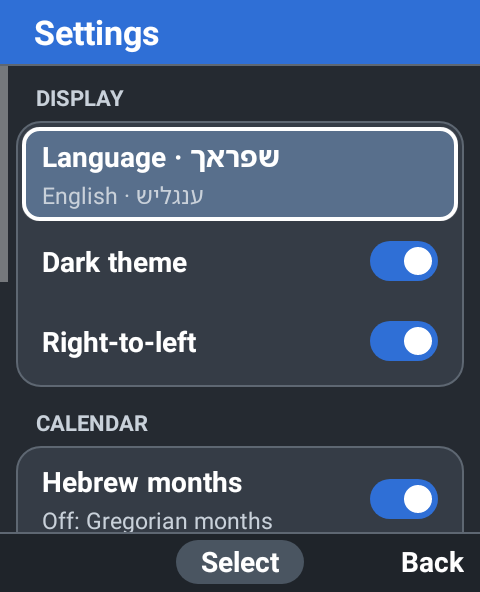 Settings
DISPLAY
Language · שפראך
English · ענגליש
Dark theme
Right-to-left
CALENDAR
Hebrew months
Off: Gregorian months
Select
Back